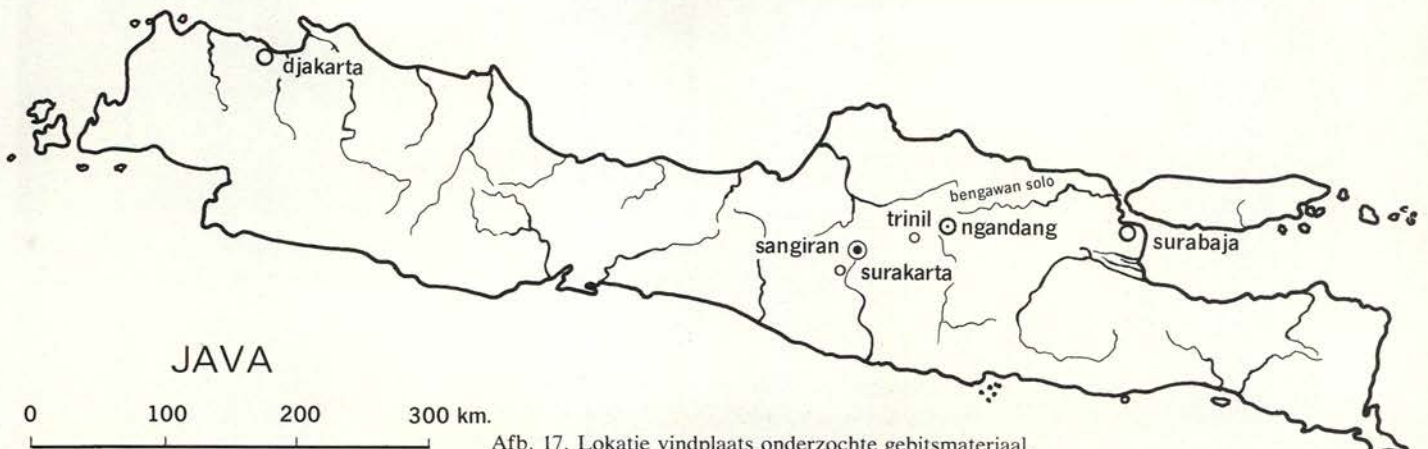 djakarta
bengawan solo
trinil
ngandang
sangiran
surakarta
surabaja
JAVA
0 100 200 300 km.
Afb. 17. Lokatie vindplaats onderzochte gebitsmateriaal